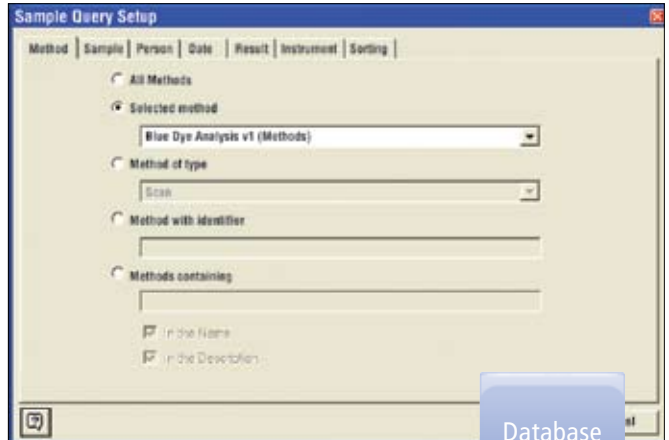 Sample Query Setup
Method Sample Person Date Result Instrument Sorting
All Methods
Selected method
Blue Dye Analysis v1 (Methods)
Method of type
Scan
Method with identifier
Methods containing
In the Name
In the Description
Database